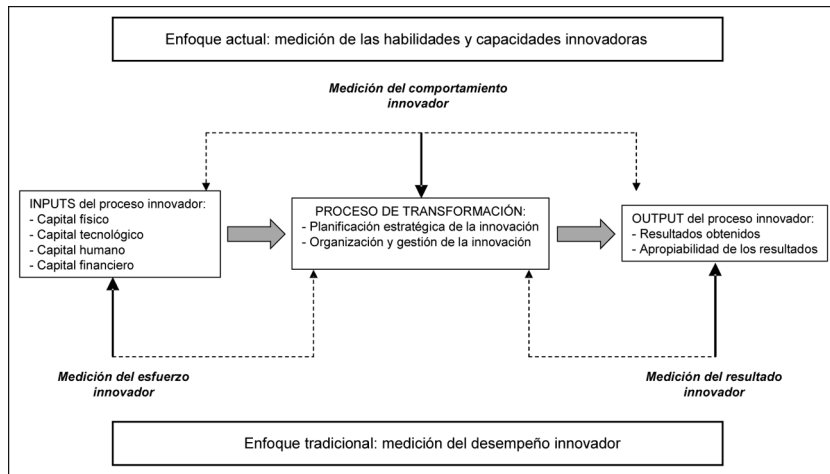 Enfoque actual: medición de las habilidades y capacidades innovadoras
Medición del comportamiento
innovador
INPUTS del proceso innovador:
- Capital físico
- Capital tecnológico
- Capital humano
- Capital financiero
PROCESO DE TRANSFORMACIÓN:
- Planificación estratégica de la innovación
- Organización y gestión de la innovación
OUTPUT del proceso innovador:
- Resultados obtenidos
- Apropiabilidad de los resultados
Medición del esfuerzo
innovador
Medición del resultado
innovador
Enfoque tradicional: medición del desempeño innovador